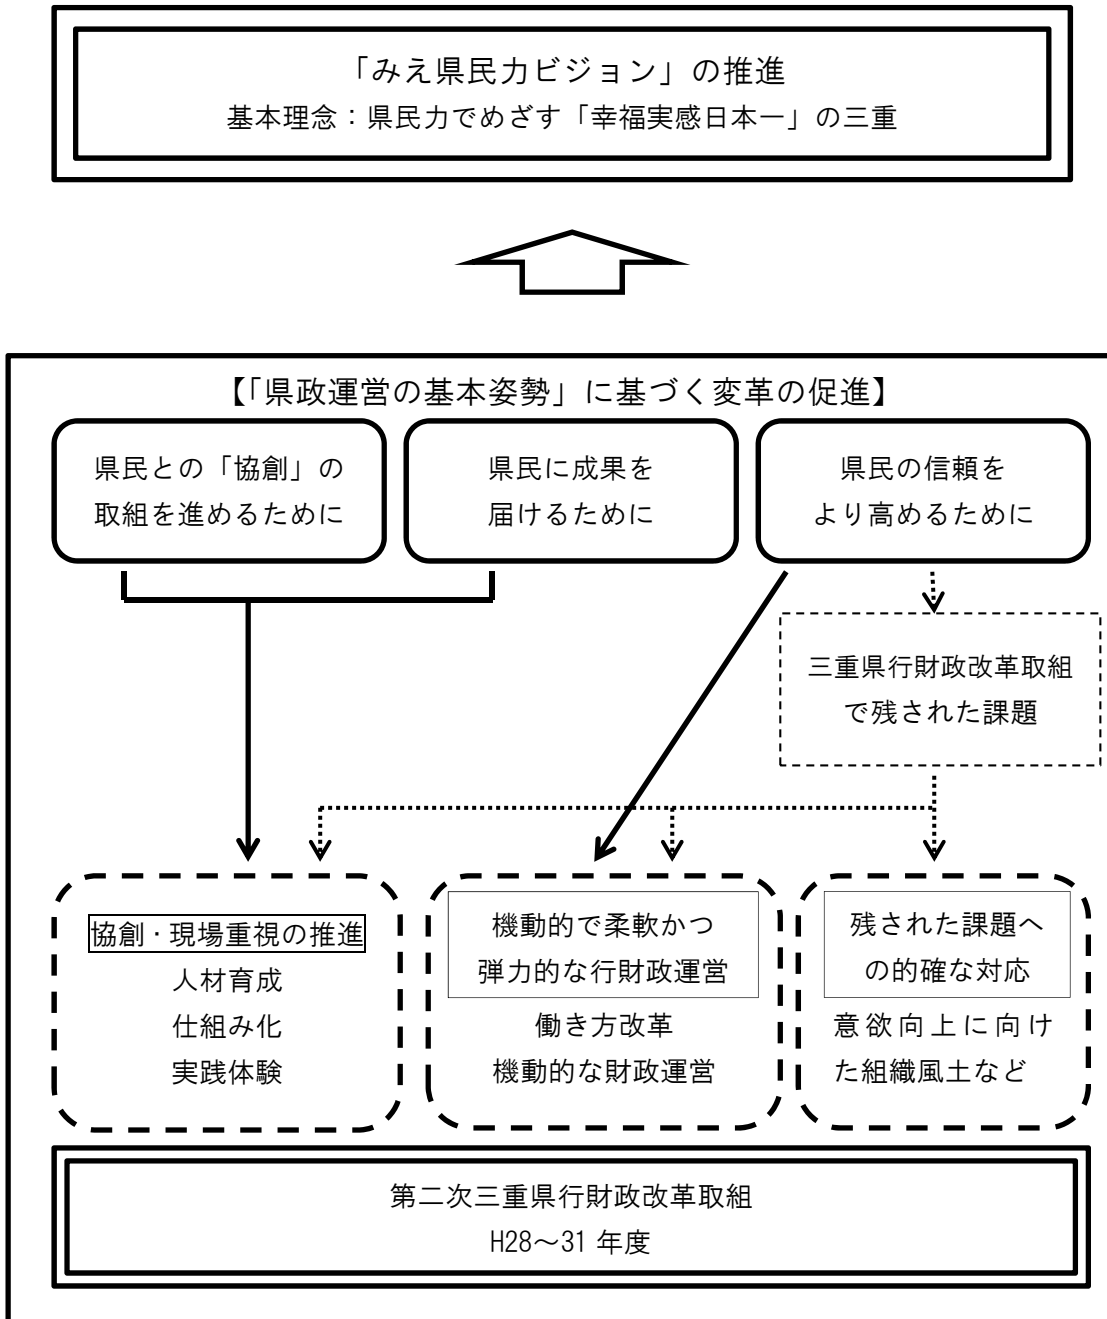 「みえ県民力ビジョン」の推進
基本理念：県民力でめざす「幸福実感日本一」の三重
【「県政運営の基本姿勢」に基づく変革の促進】
県民との「協創」の
取組を進めるために
県民に成果を
届けるために
県民の信頼を
より高めるために
三重県行財政改革取組
で残された課題
協創・現場重視の推進
人材育成
仕組み化
実践体験
機動的で柔軟かつ
弾力的な行財政運営
働き方改革
機動的な財政運営
残された課題へ
の的確な対応
意欲向上に向け
た組織風土など
第二次三重県行財政改革取組
H28～31 年度